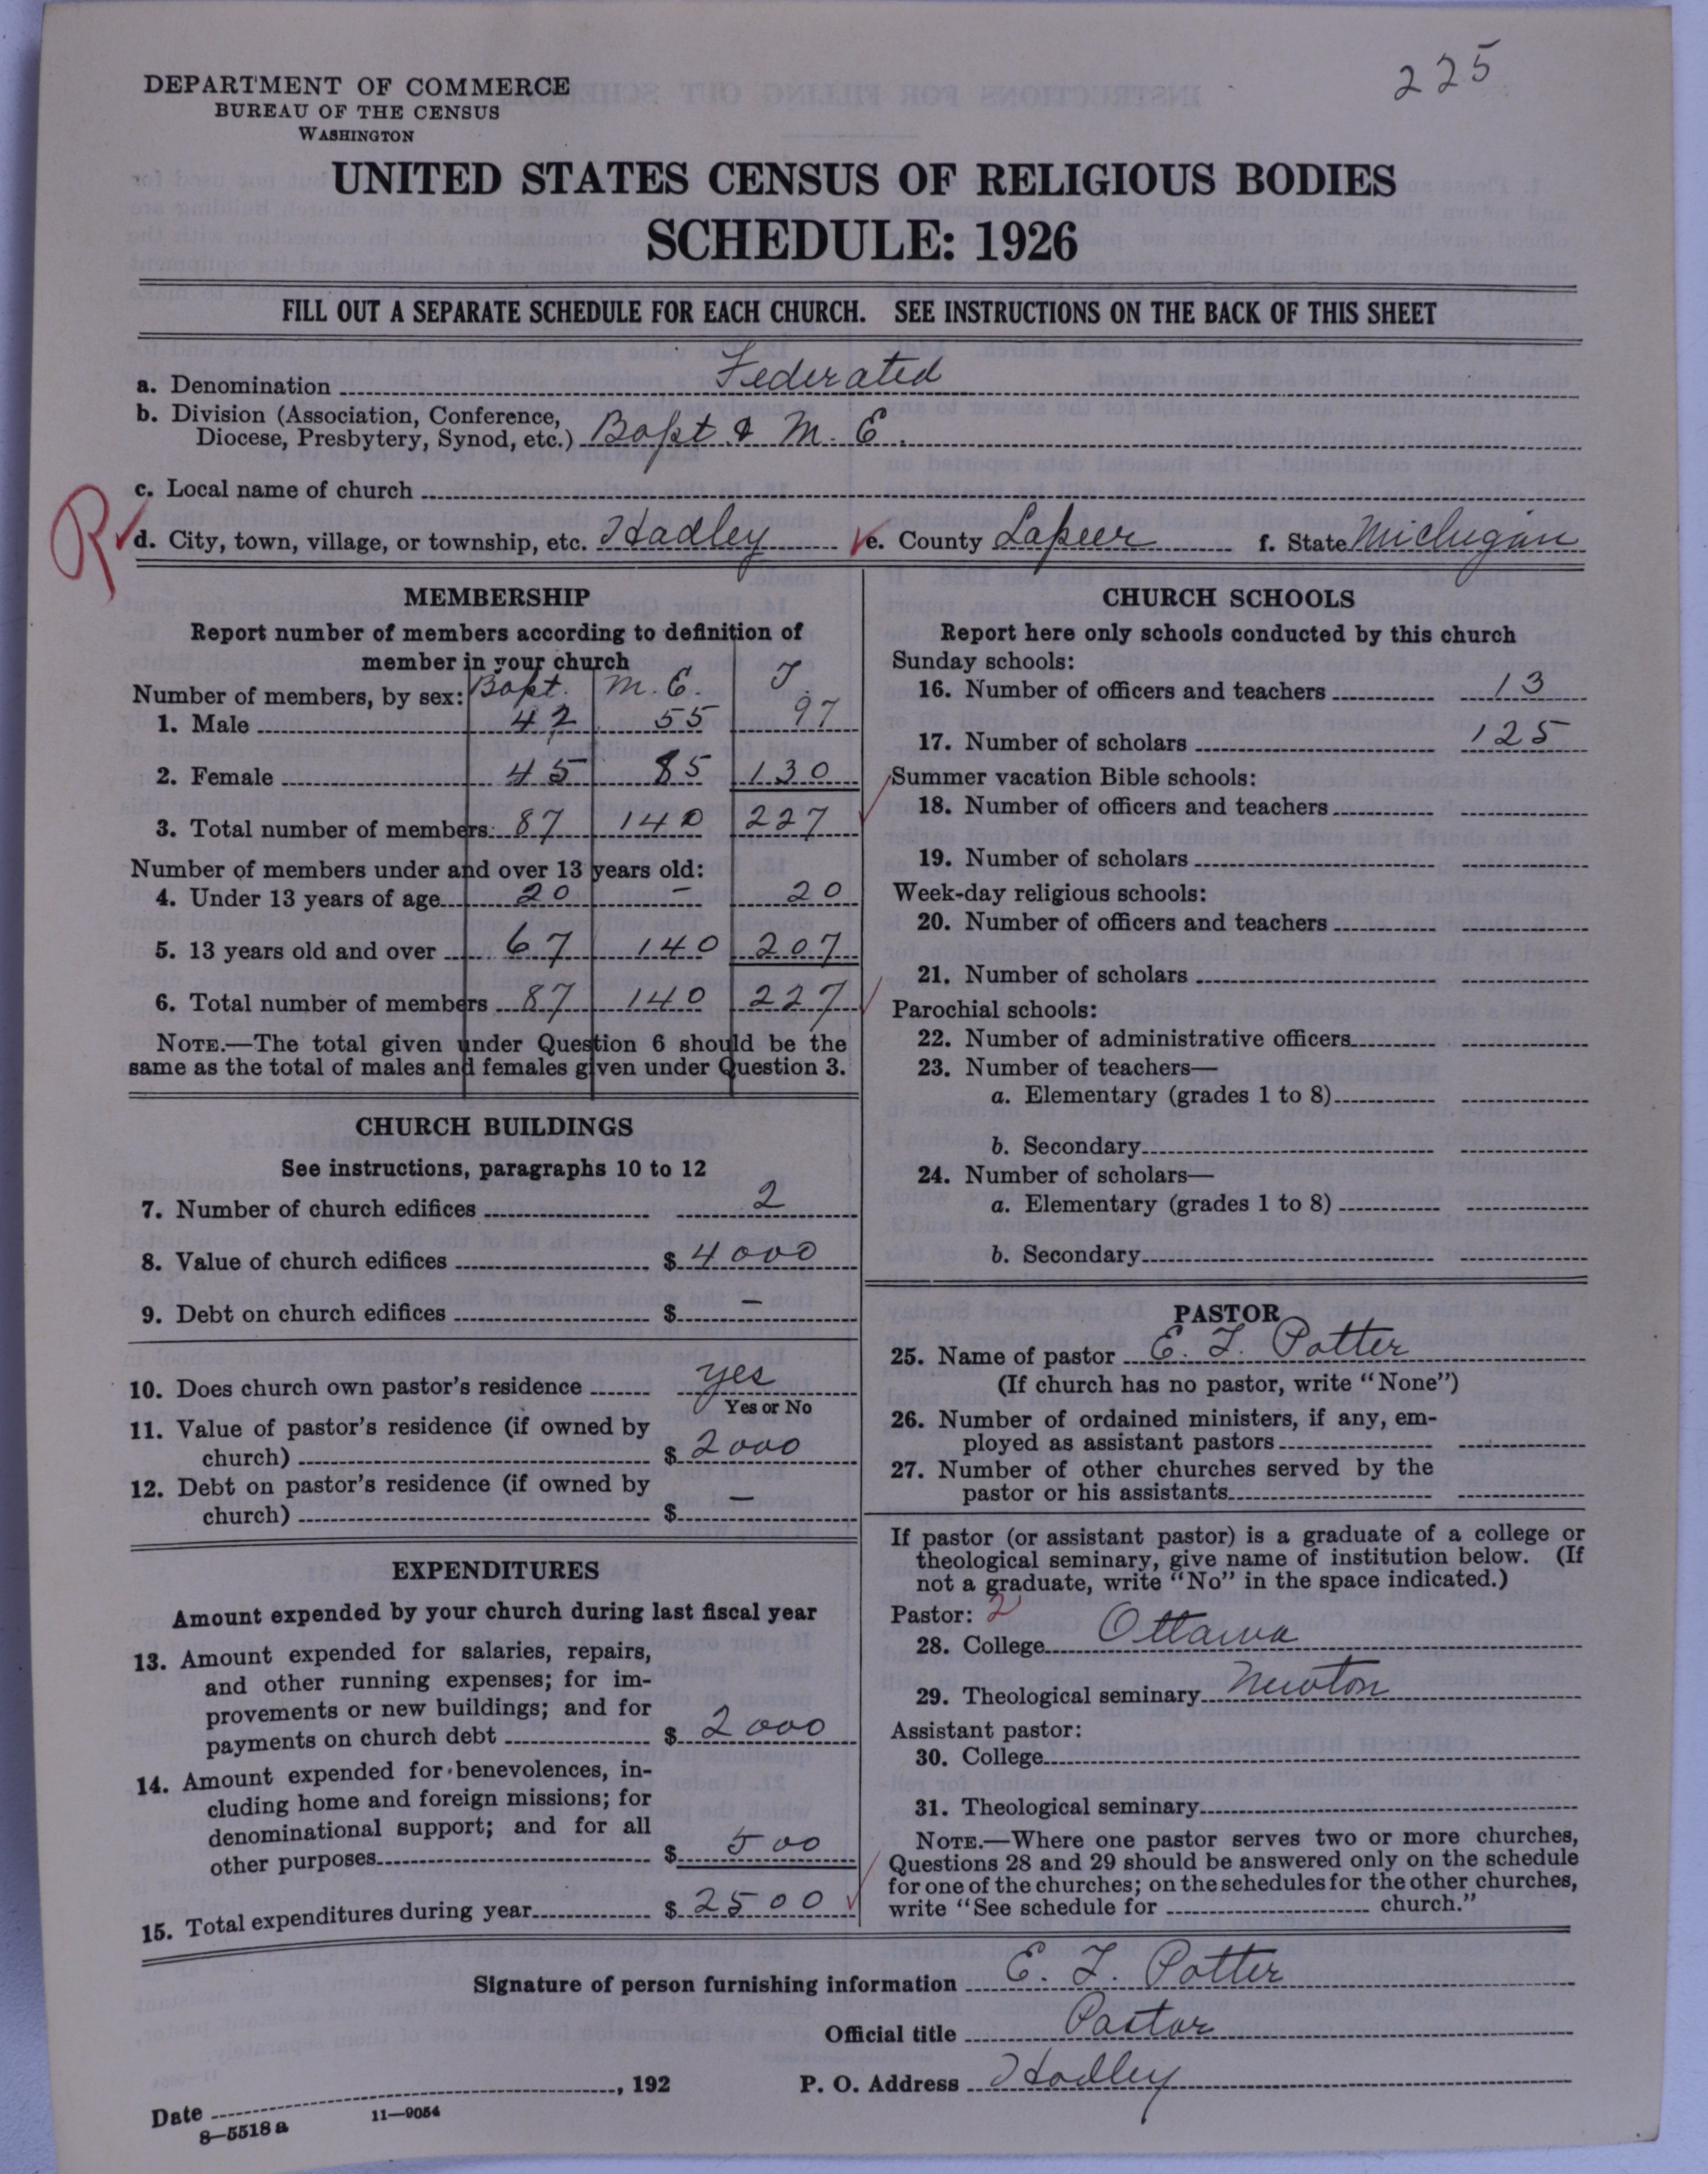 225
DEPARTMENT OF COMMERCE
BUREAU OF THE CENSUS
WASHINGTON
UNITED STATES CENSUS OF RELIGIOUS BODIES
SCHEDULE: 1926
FILL OUT A SEPARATE SCHEDULE FOR EACH CHURCH. SEE INSTRUCTIONS ON THE BACK OF THIS SHEET
a. Denomination Federated
b. Division (Association, Conference,
Diocese, Presbytery, Synod, etc.) Bapt & M. E.
c. Local name of church
R d. City, town, village, or township, etc. Hadley e. County Lapeer f. State Michigan
MEMBERSHIP
Report number of members according to definition of
member in your church
Number of members, by sex: Bapt. M. E. T
1. Male 42 55 97
2. Female 45 85 130
3. Total number of members 87 140 227
Number of members under and over 13 years old:
4. Under 13 years of age 20 – 20
5. 13 years old and over 67 140 207
6. Total number of members 87 140 227
NOTE.—The total given under Question 6 should be the
same as the total of males and females given under Question 3.
CHURCH BUILDINGS
See instructions, paragraphs 10 to 12
7. Number of church edifices 2
8. Value of church edifices $ 4000
9. Debt on church edifices $ –
10. Does church own pastor's residence yes
Yes or No
11. Value of pastor's residence (if owned by
church) $ 2000
12. Debt on pastor's residence (if owned by
church) $ –
EXPENDITURES
Amount expended by your church during last fiscal year
13. Amount expended for salaries, repairs,
and other running expenses; for im-
provements or new buildings; and for
payments on church debt $ 2000
14. Amount expended for benevolences, in-
cluding home and foreign missions; for
denominational support; and for all
other purposes $ 500
15. Total expenditures during year $ 2500
CHURCH SCHOOLS
Report here only schools conducted by this church
Sunday schools:
16. Number of officers and teachers 13
17. Number of scholars 125
Summer vacation Bible schools:
18. Number of officers and teachers
19. Number of scholars
Week-day religious schools:
20. Number of officers and teachers
21. Number of scholars
Parochial schools:
22. Number of administrative officers
23. Number of teachers—
a. Elementary (grades 1 to 8)
b. Secondary
24. Number of scholars—
a. Elementary (grades 1 to 8)
b. Secondary
PASTOR
25. Name of pastor E. T. Potter
(If church has no pastor, write "None")
26. Number of ordained ministers, if any, em-
ployed as assistant pastors
27. Number of other churches served by the
pastor or his assistants
If pastor (or assistant pastor) is a graduate of a college or
theological seminary, give name of institution below. (If
not a graduate, write "No" in the space indicated.)
Pastor: 2
28. College Ottawa
29. Theological seminary Newton
Assistant pastor:
30. College
31. Theological seminary
NOTE.—Where one pastor serves two or more churches,
Questions 28 and 29 should be answered only on the schedule
for one of the churches; on the schedules for the other churches,
write "See schedule for church."
Signature of person furnishing information E. T. Potter
Official title Pastor
Date , 192 P. O. Address Hadley
8—5518 a 11—9054